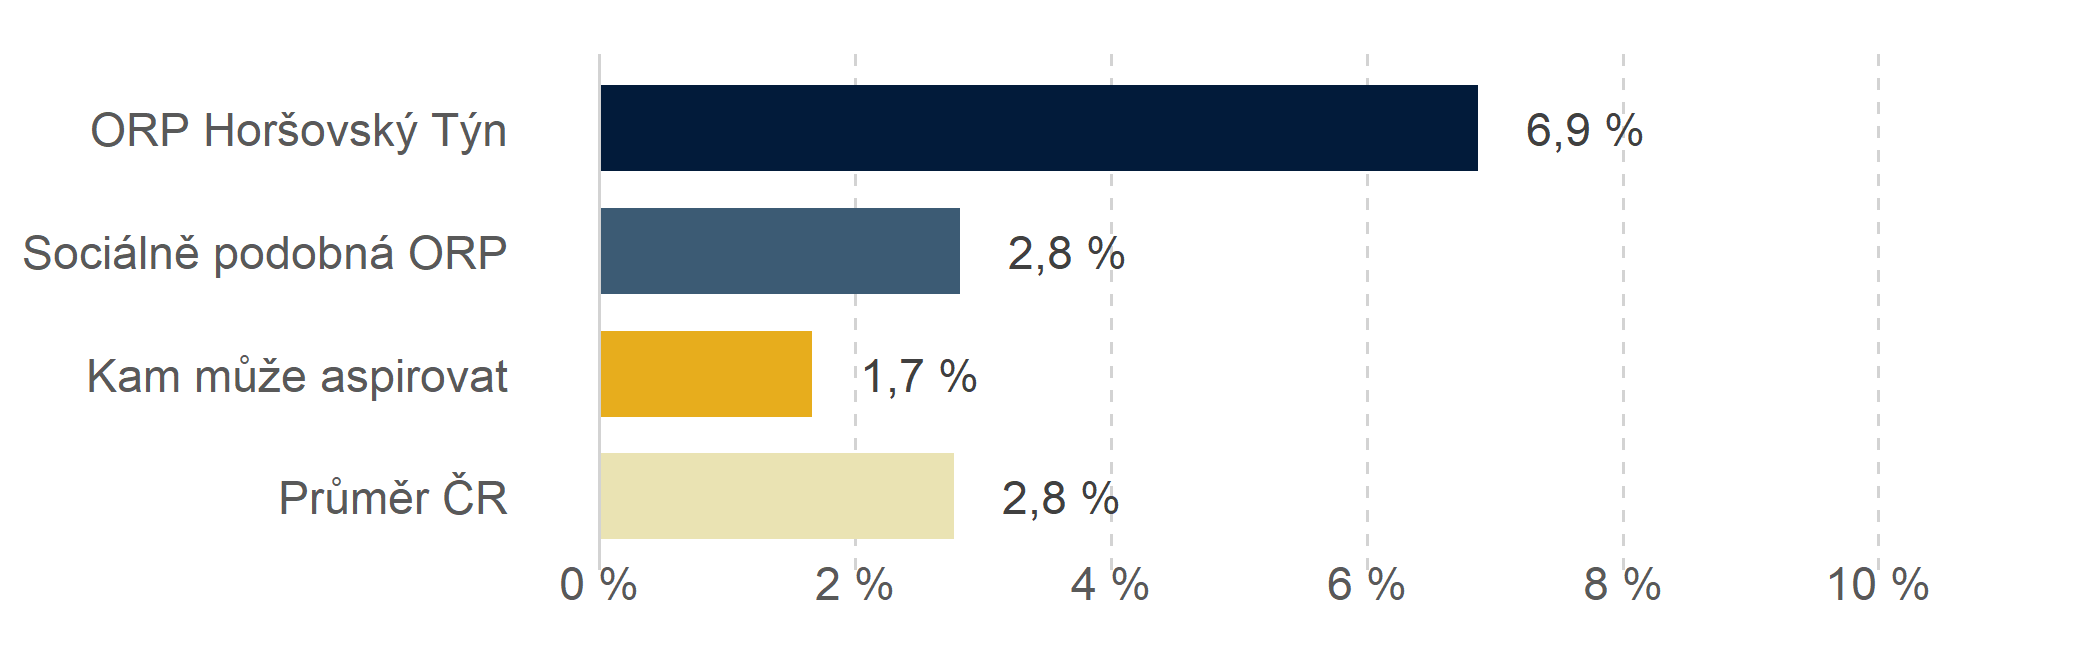 ORP Horšovský Týn
6,9 %
Sociálně podobná ORP
2,8 %
Kam může aspirovat
1,7 %
Průměr ČR
2,8 %
0 %
2 %
4 %
6 %
8 %
10 %